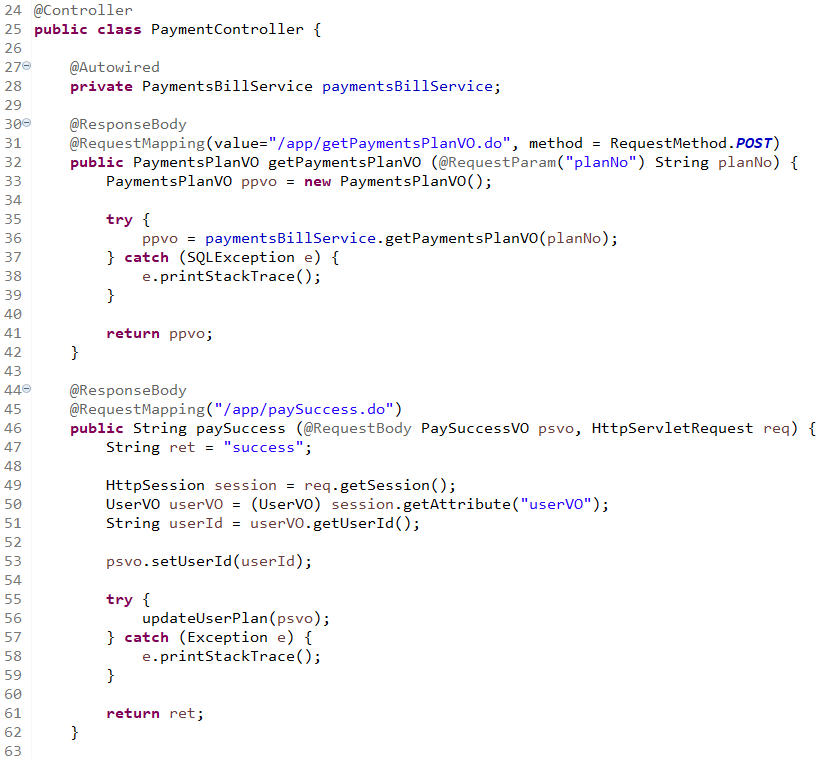 24 @Controller
25 public class PaymentController {
26
27 @Autowired
28 private PaymentsBillService paymentsBillService;
29
30 @ResponseBody
31 @RequestMapping(value="/app/getPaymentsPlanVO.do", method = RequestMethod.POST)
32 public PaymentsPlanVO getPaymentsPlanVO (@RequestParam("planNo") String planNo) {
33 PaymentsPlanVO ppvo = new PaymentsPlanVO();
34
35 try {
36 ppvo = paymentsBillService.getPaymentsPlanVO(planNo);
37 } catch (SQLException e) {
38 e.printStackTrace();
39 }
40
41 return ppvo;
42 }
43
44 @ResponseBody
45 @RequestMapping("/app/paySuccess.do")
46 public String paySuccess (@RequestBody PaySuccessVO psvo, HttpServletRequest req) {
47 String ret = "success";
48
49 HttpSession session = req.getSession();
50 UserVO userVO = (UserVO) session.getAttribute("userVO");
51 String userId = userVO.getUserId();
52
53 psvo.setUserId(userId);
54
55 try {
56 updateUserPlan(psvo);
57 } catch (Exception e) {
58 e.printStackTrace();
59 }
60
61 return ret;
62 }
63